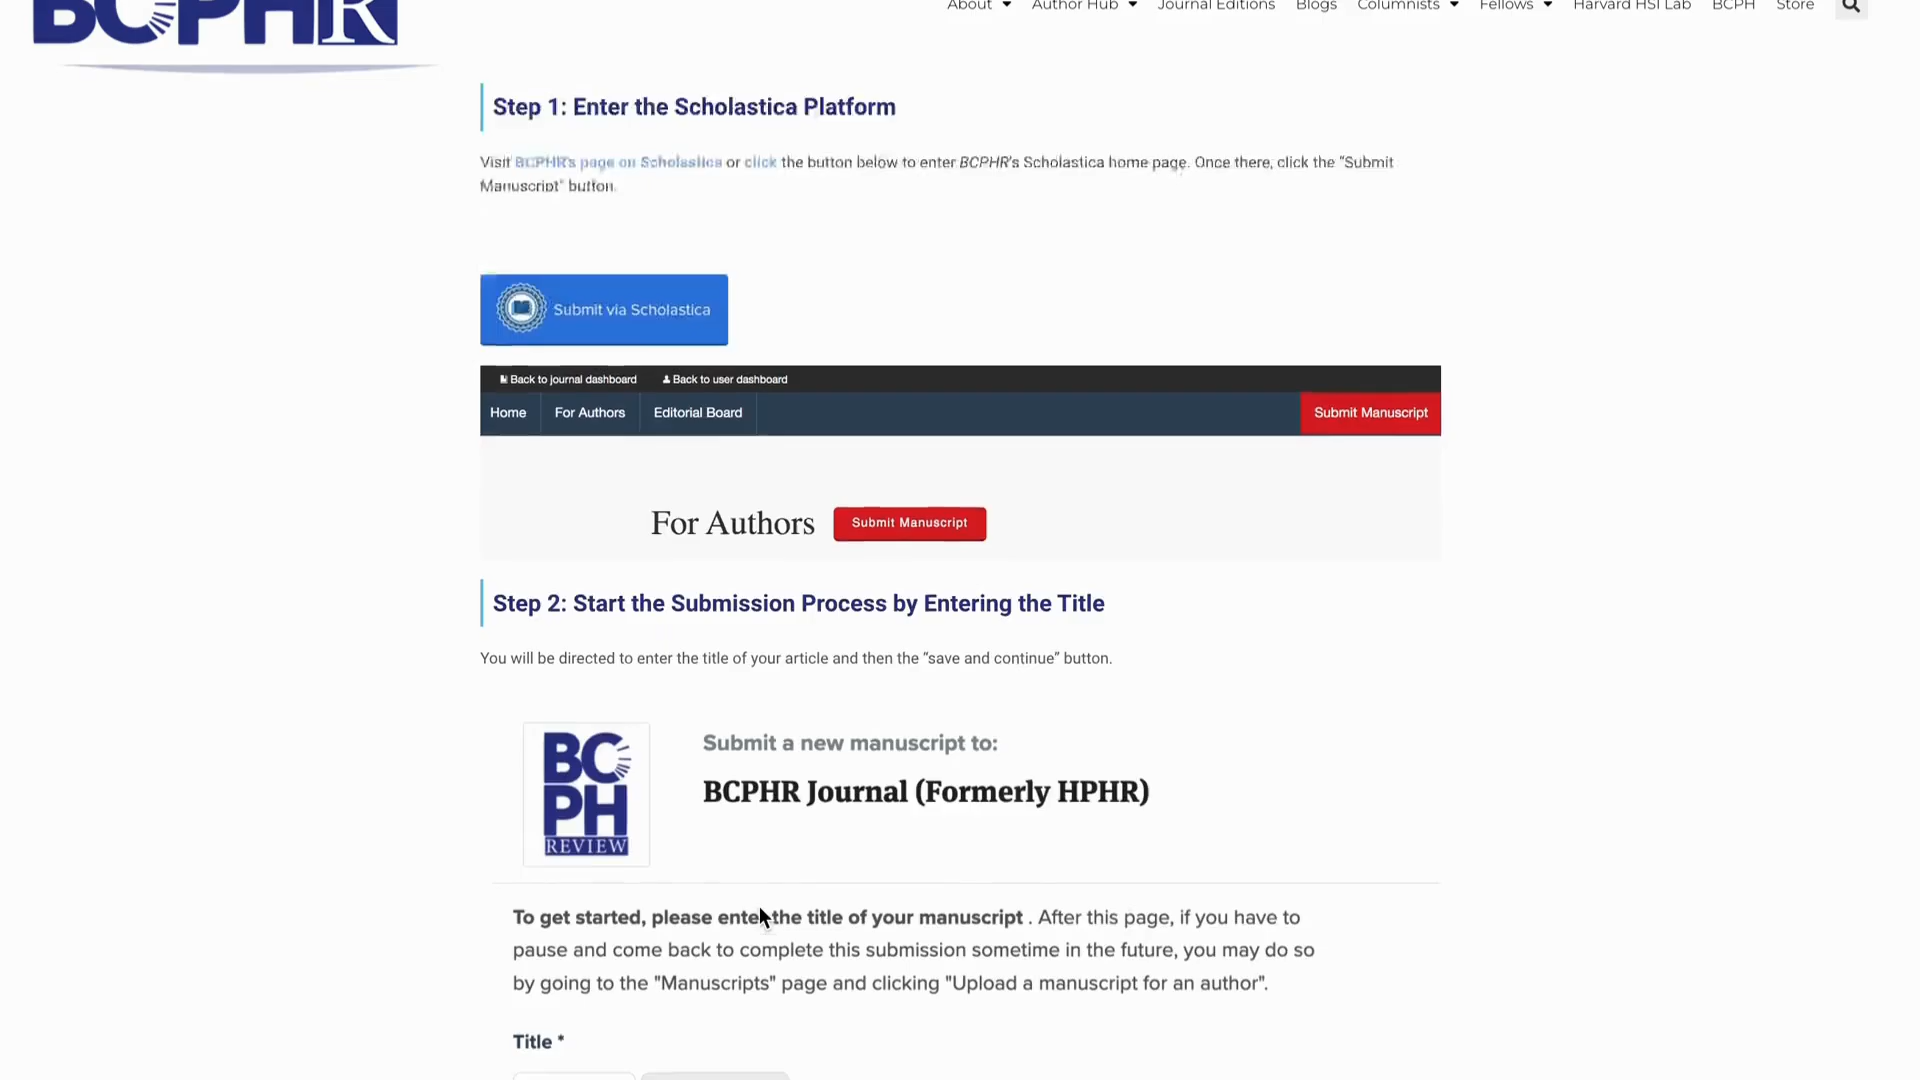 BCPHR
About Author Hub Journal Editions Blogs Columnists Fellows Harvard HSI Lab BCPH Store
Step 1: Enter the Scholastica Platform
Visit BCPHR's page on Scholastica or click the button below to enter BCPHR's Scholastica home page. Once there, click the “Submit
Manuscript” button.
Submit via Scholastica
Back to journal dashboard Back to user dashboard
Home For Authors Editorial Board Submit Manuscript
For Authors Submit Manuscript
Step 2: Start the Submission Process by Entering the Title
You will be directed to enter the title of your article and then the “save and continue” button.
BC
PH
REVIEW
Submit a new manuscript to:
BCPHR Journal (Formerly HPHR)
To get started, please enter the title of your manuscript . After this page, if you have to
pause and come back to complete this submission sometime in the future, you may do so
by going to the "Manuscripts" page and clicking "Upload a manuscript for an author".
Title *